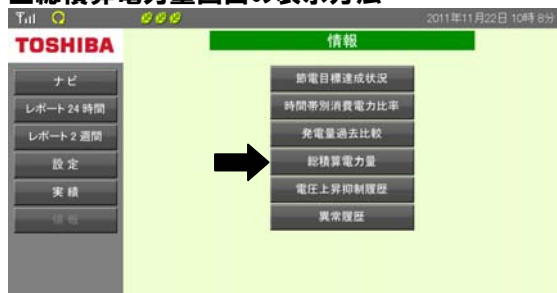 総積算電力量画面の表示方法
2011年11月22日 10時 8分
TOSHIBA
情報
ナビ
レポート24時間
レポート2週間
設定
実績
情報
節電目標達成状況
時間帯別消費電力比率
発電量過去比較
総積算電力量
電圧上昇抑制履歴
異常履歴